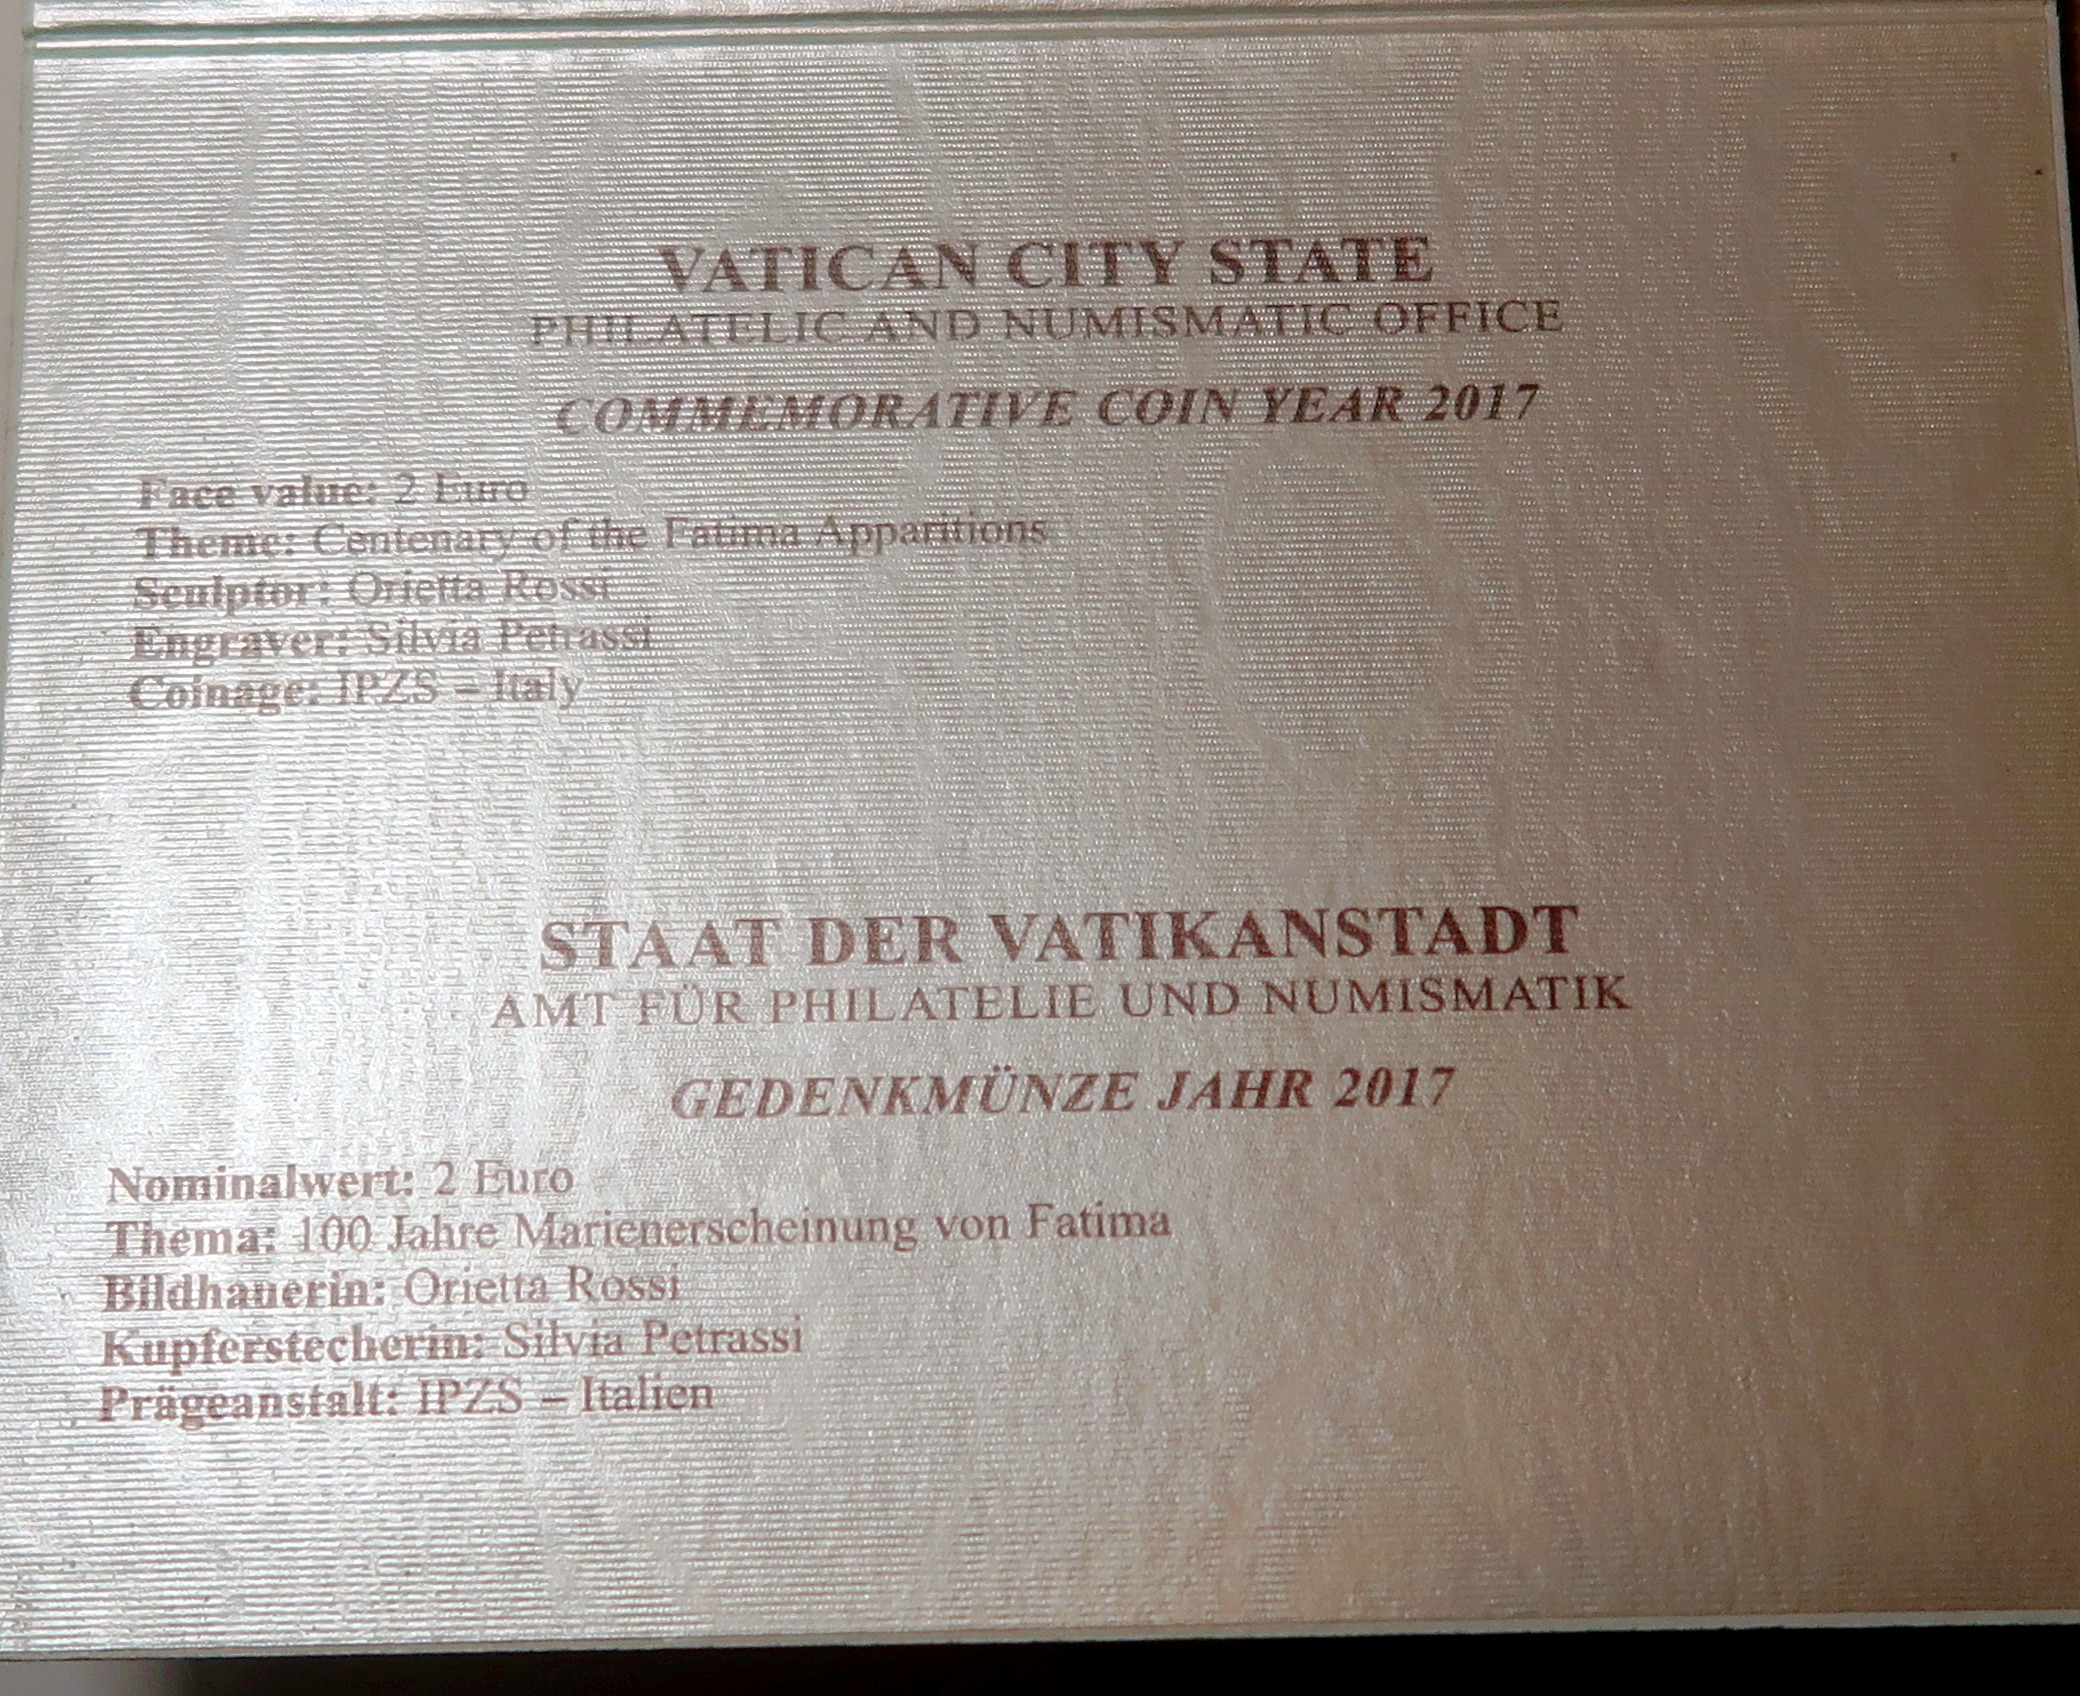 VATICAN CITY STATE
PHILATELIC AND NUMISMATIC OFFICE
COMMEMORATIVE COIN YEAR 2017
Face value: 2 Euro
Theme: Centenary of the Fatima Apparitions
Sculptor: Orietta Rossi
Engraver: Silvia Petrassi
Coinage: IPZS – Italy
STAAT DER VATIKANSTADT
AMT FÜR PHILATELIE UND NUMISMATIK
GEDENKMÜNZE JAHR 2017
Nominalwert: 2 Euro
Thema: 100 Jahre Marienerscheinung von Fatima
Bildhauerin: Orietta Rossi
Kupferstecherin: Silvia Petrassi
Prägeanstalt: IPZS – Italien